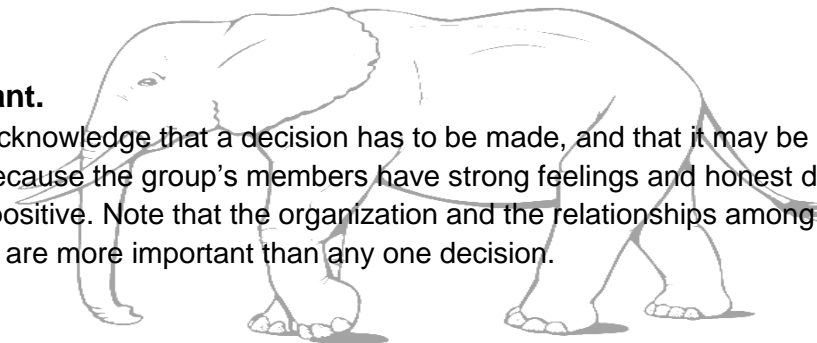 ant.
cknowledge that a decision has to be made, and that it may be
ecause the group's members have strong feelings and honest d
positive. Note that the organization and the relationships among
are more important than any one decision.